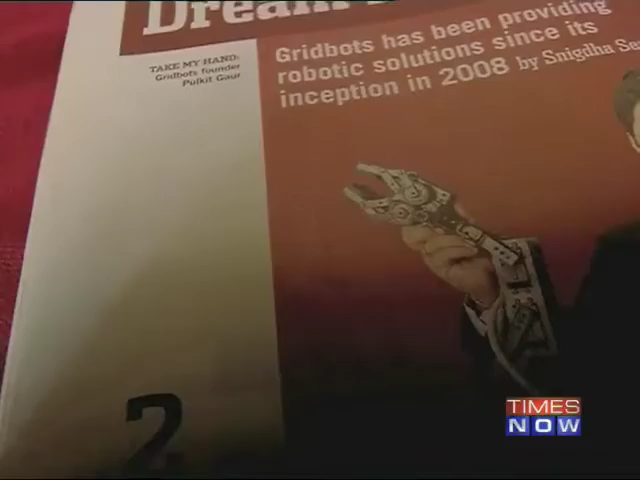 Dream
TAKE MY HAND:
Gridbots founder
Pulkit Gaur
Gridbots has been providing
robotic solutions since its
inception in 2008 by Snigdha
2
TIMES
NOW